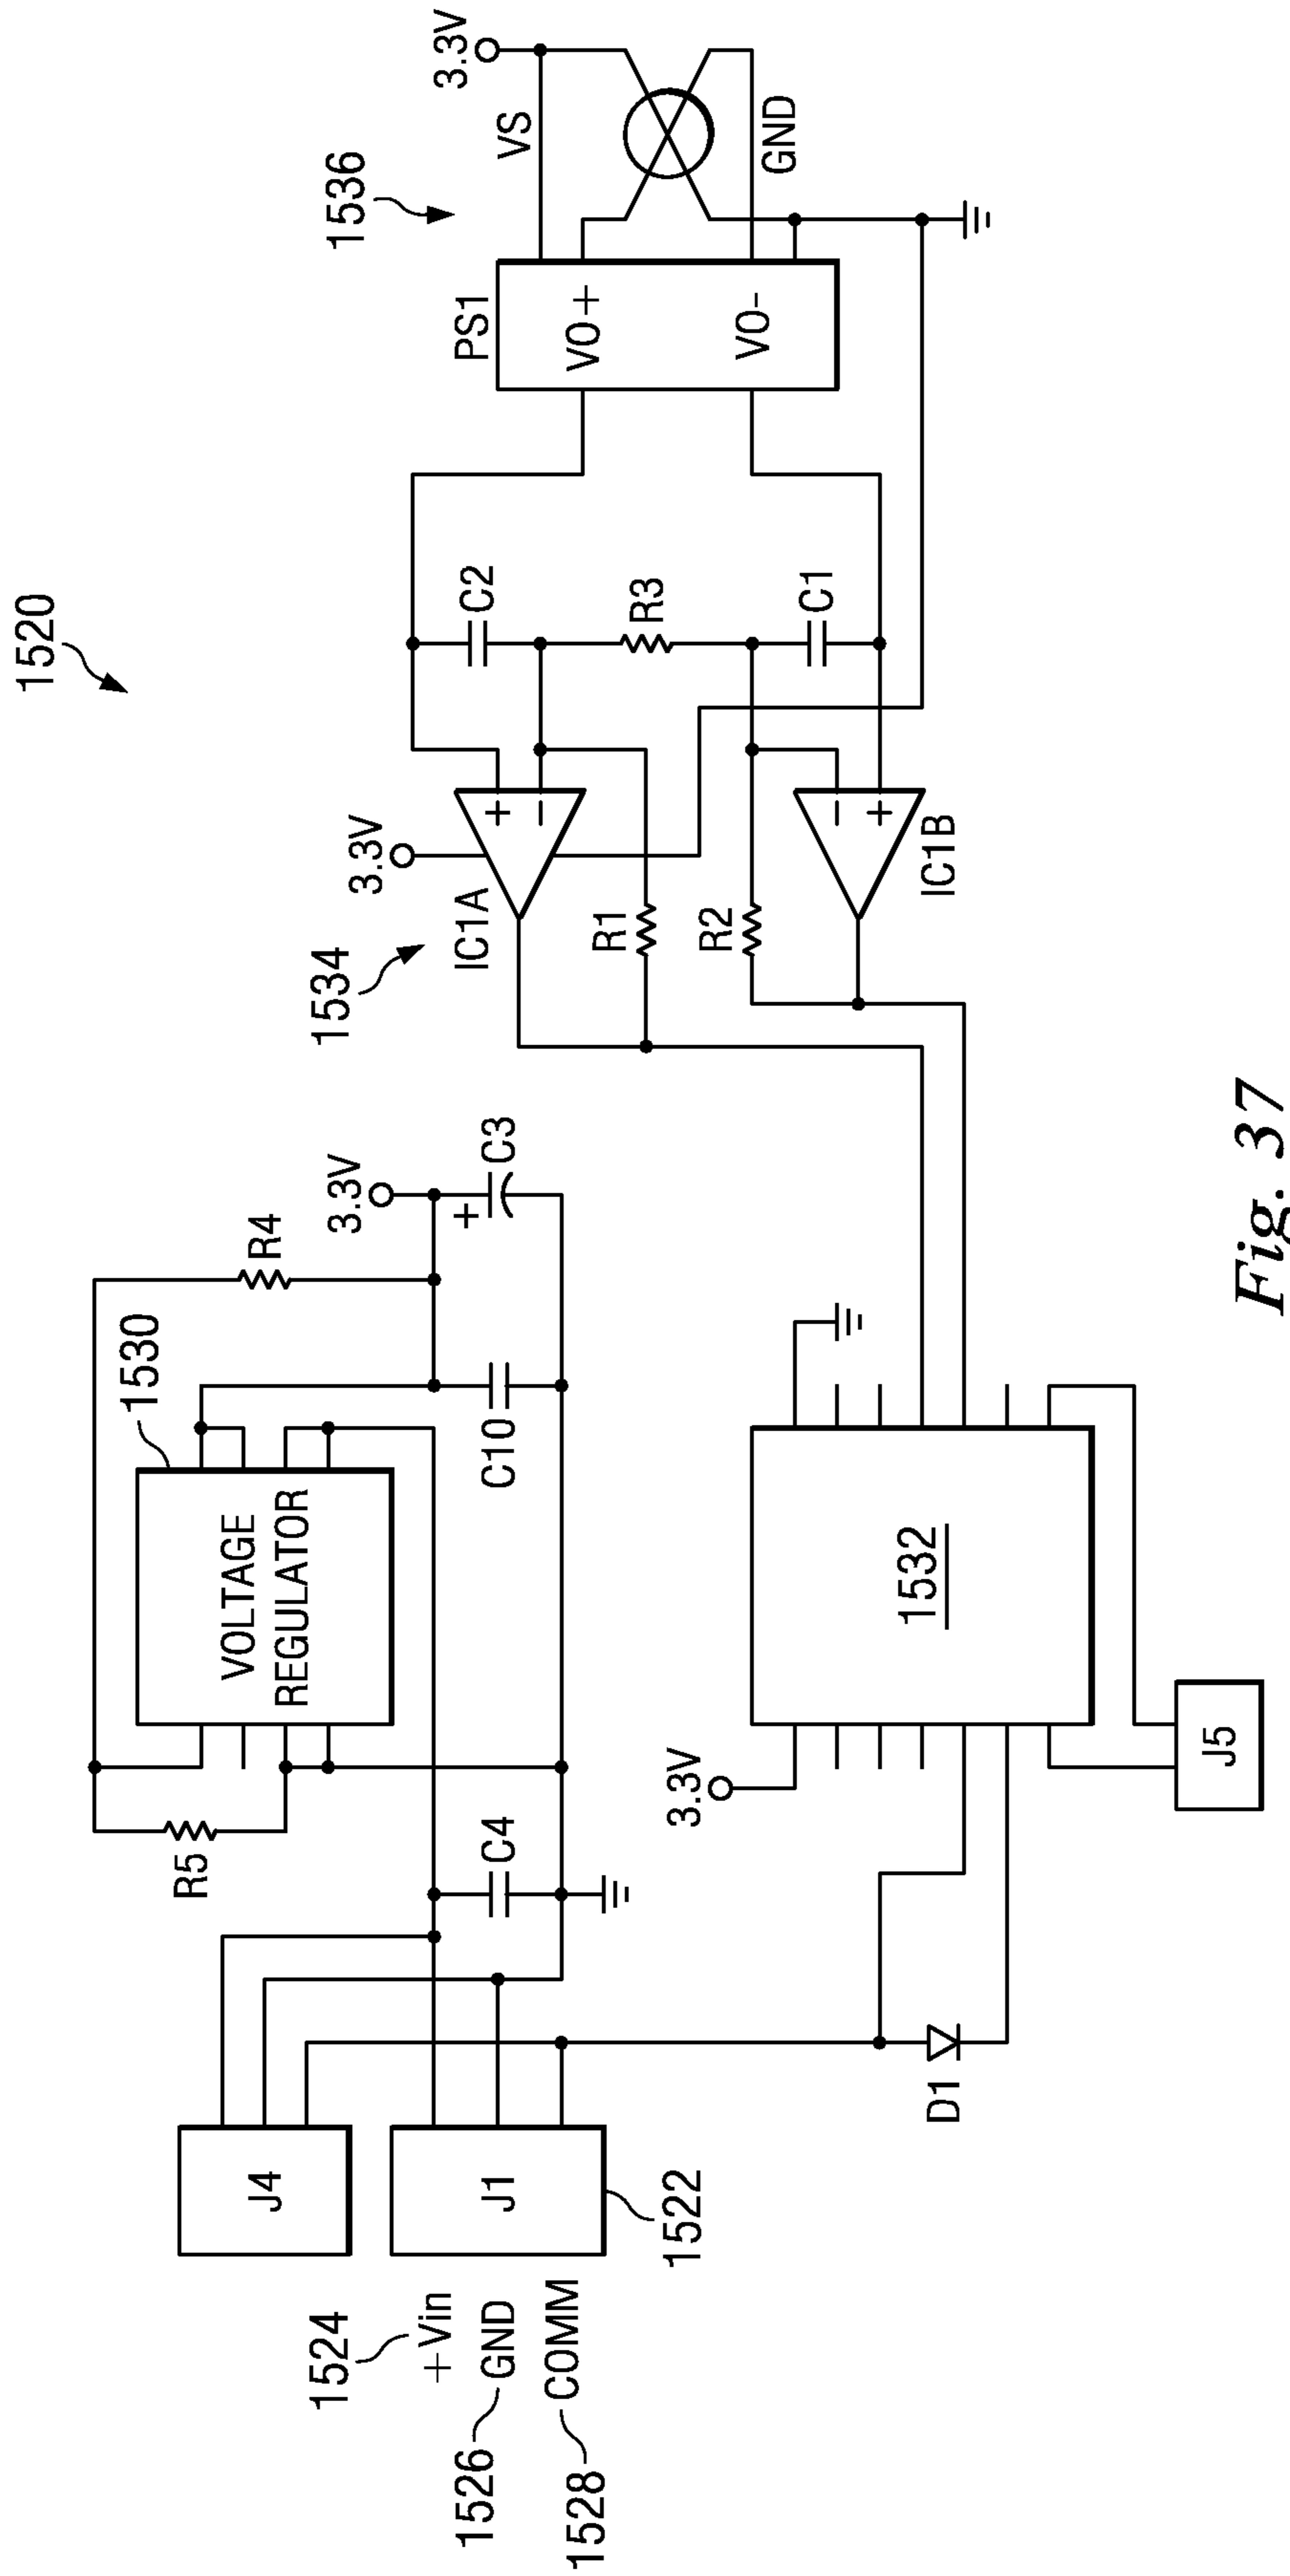 1520
1524
+Vin
1526
GND
1528
COMM
J4
J1
1522
R5
VOLTAGE
REGULATOR
1530
R4
C4
C10
3.3V
+
C3
D1
3.3V
1532
J5
1534
3.3V
IC1A
+
−
R1
R2
−
+
IC1B
C2
R3
C1
1536
PS1
VO+
VO-
VS
3.3V
GND
Fig. 37